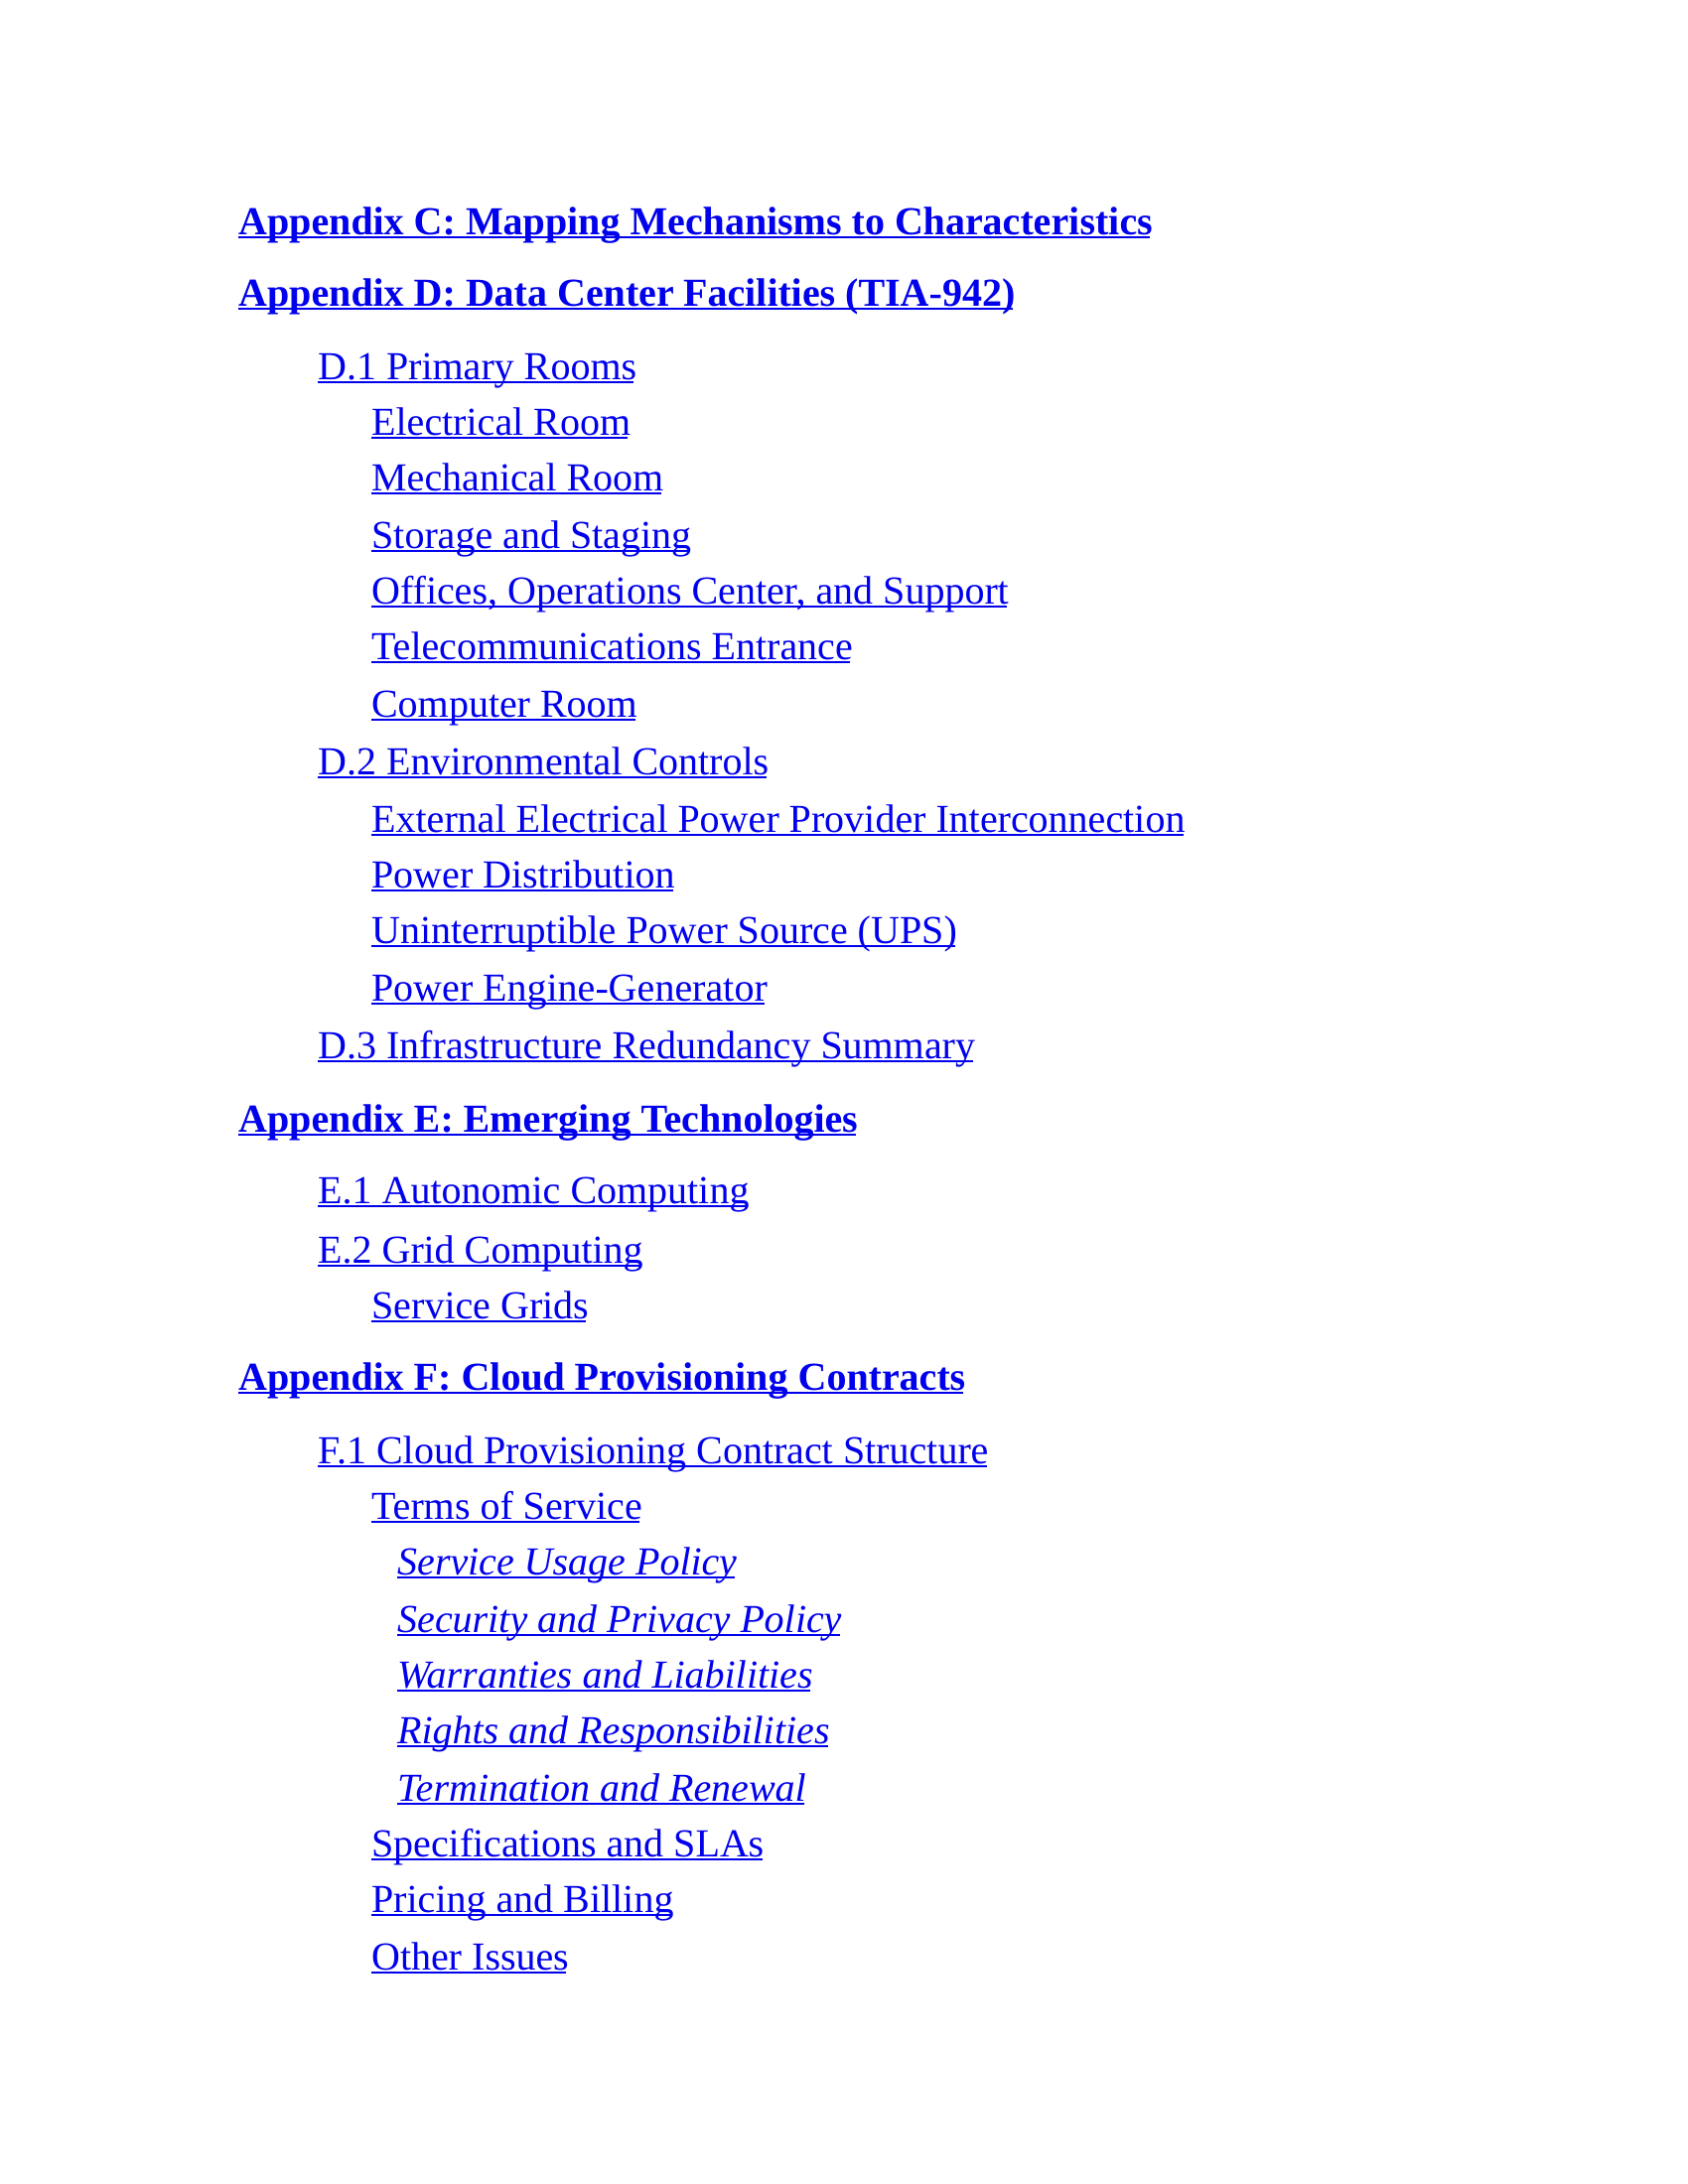 Appendix C: Mapping Mechanisms to Characteristics
Appendix D: Data Center Facilities (TIA-942)
D.1 Primary Rooms
Electrical Room
Mechanical Room
Storage and Staging
Offices, Operations Center, and Support
Telecommunications Entrance
Computer Room
D.2 Environmental Controls
External Electrical Power Provider Interconnection
Power Distribution
Uninterruptible Power Source (UPS)
Power Engine-Generator
D.3 Infrastructure Redundancy Summary
Appendix E: Emerging Technologies
E.1 Autonomic Computing
E.2 Grid Computing
Service Grids
Appendix F: Cloud Provisioning Contracts
F.1 Cloud Provisioning Contract Structure
Terms of Service
Service Usage Policy
Security and Privacy Policy
Warranties and Liabilities
Rights and Responsibilities
Termination and Renewal
Specifications and SLAs
Pricing and Billing
Other Issues